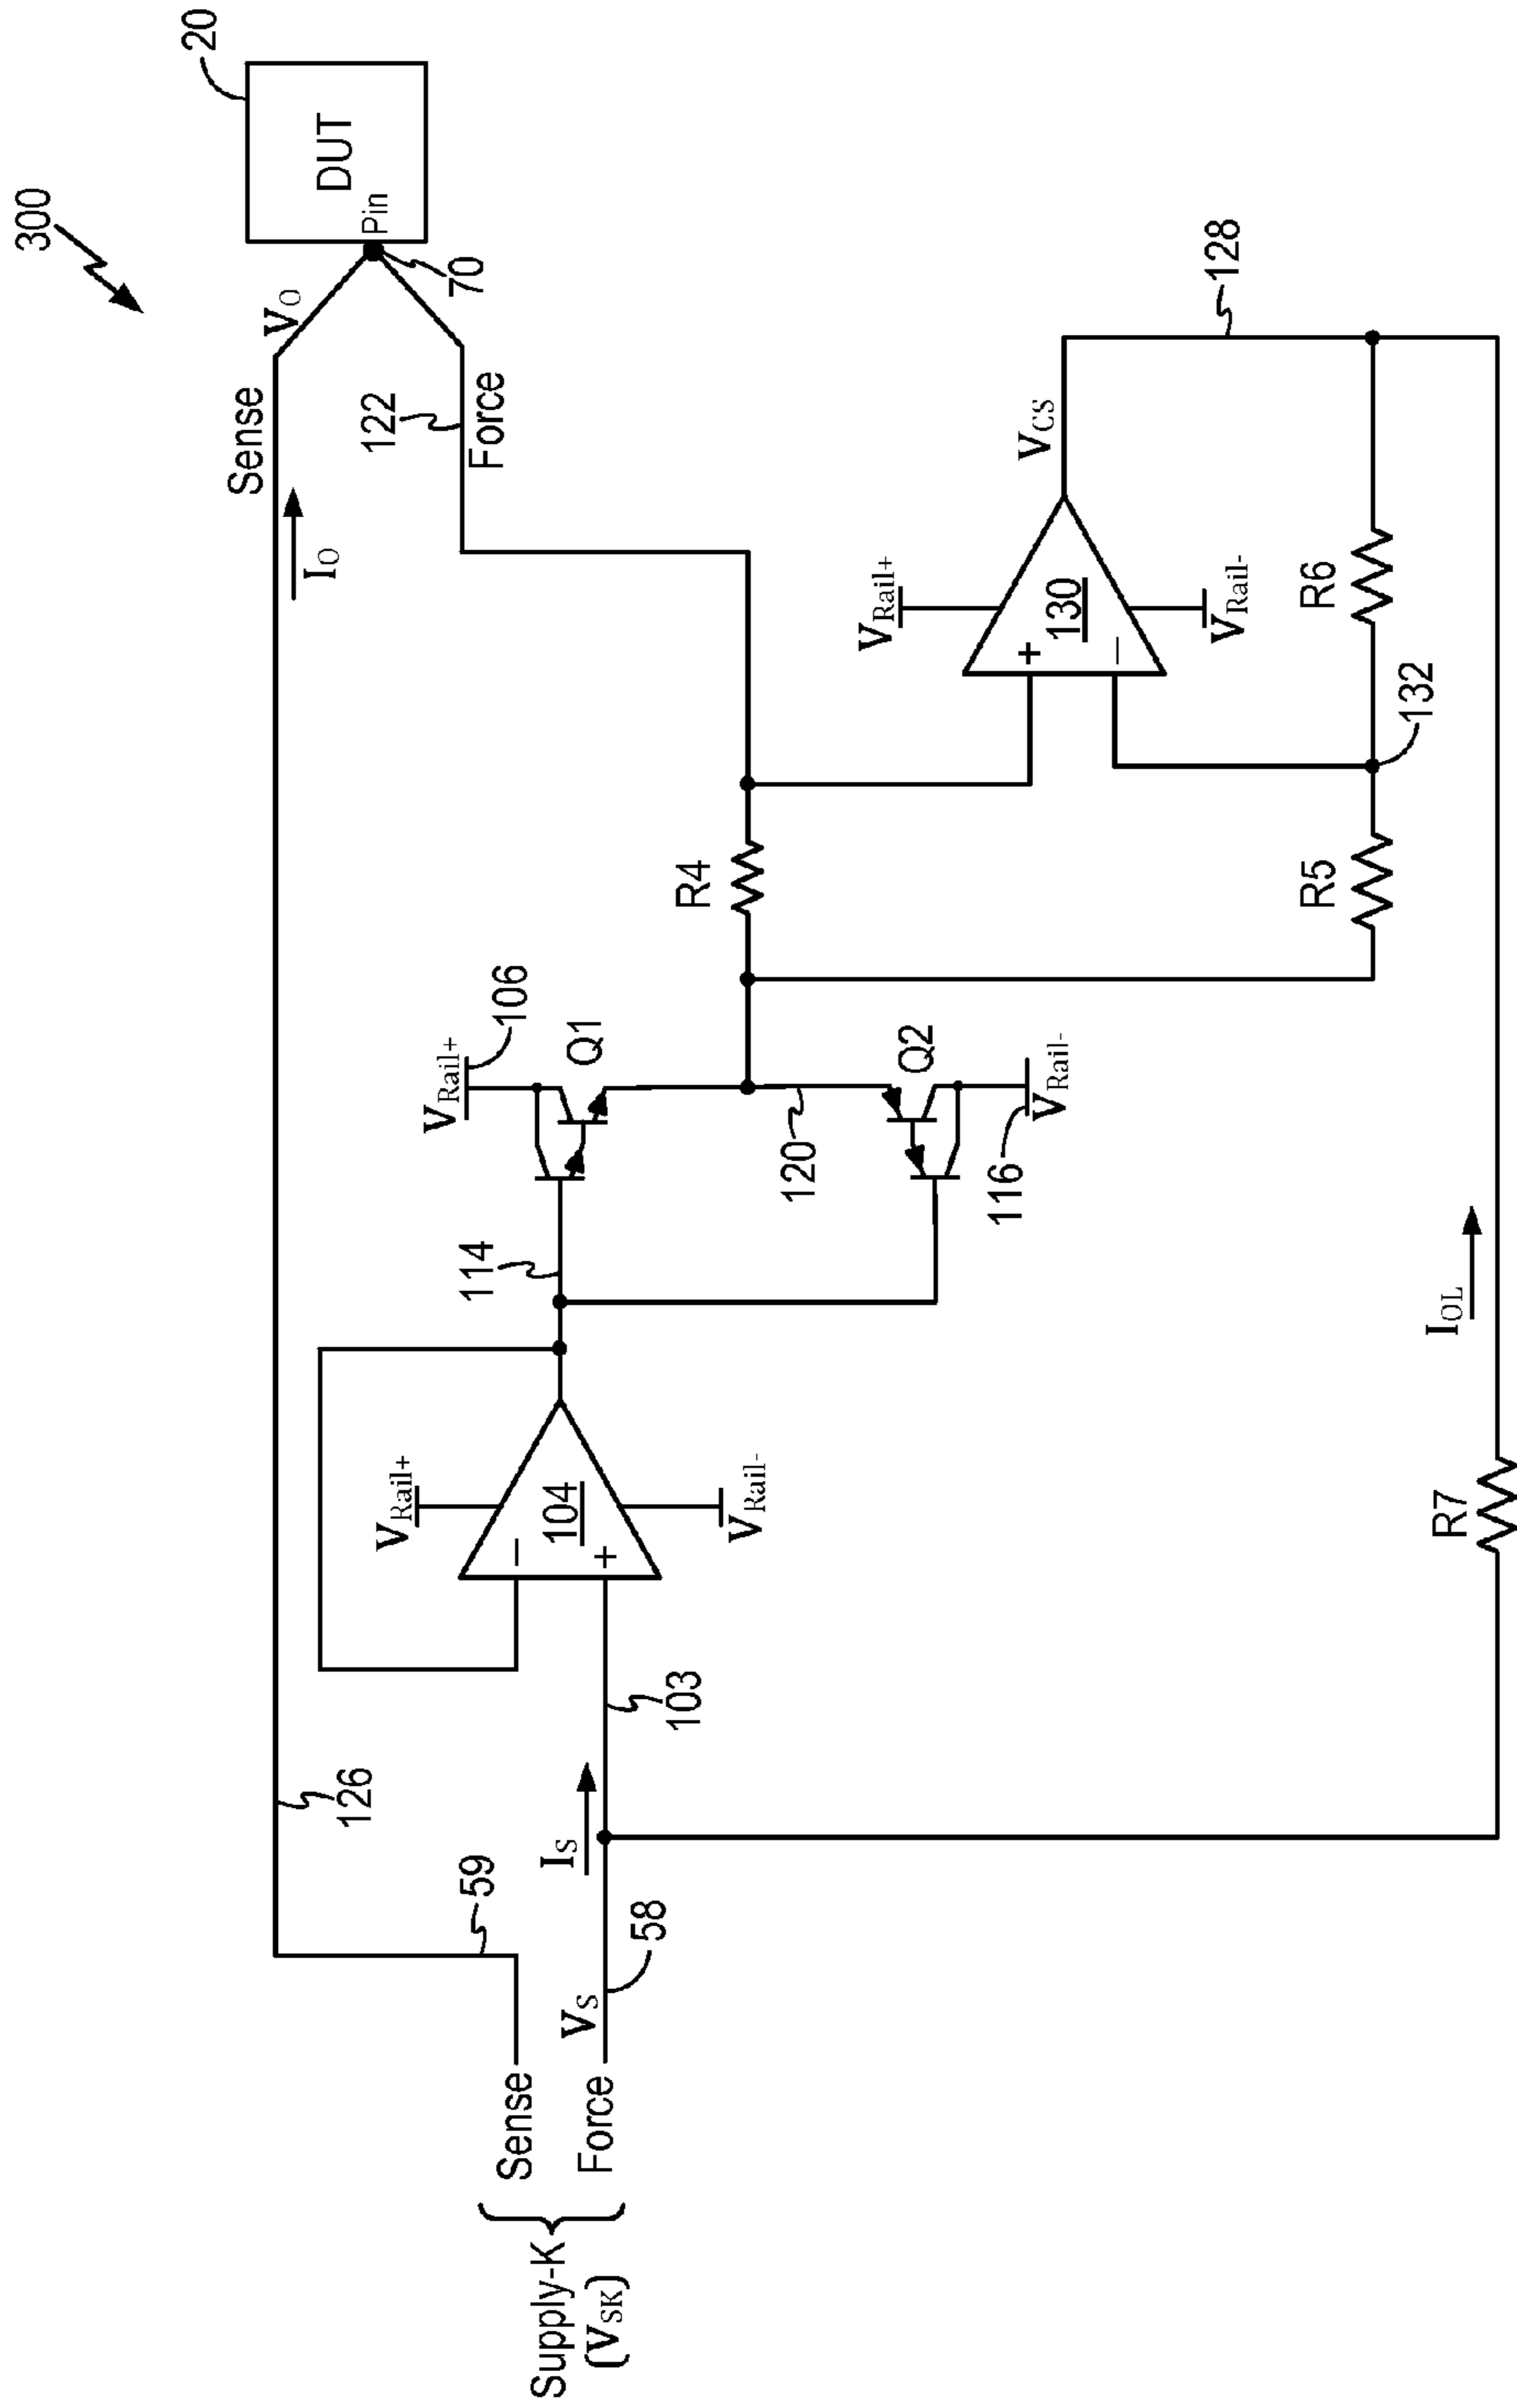 300
20
DUT
Pin
70
V_O
Sense
I_O
122
Force
126
59
Sense
Force
Supply-K
(V_SK)
V_S
58
I_S
103
104
−
+
V_Rail+
V_Rail-
114
V_Rail+
106
Q1
120
Q2
116
V_Rail-
R4
V_CS
128
V_Rail+
130
+
−
V_Rail-
R5
R6
132
I_OL
R7